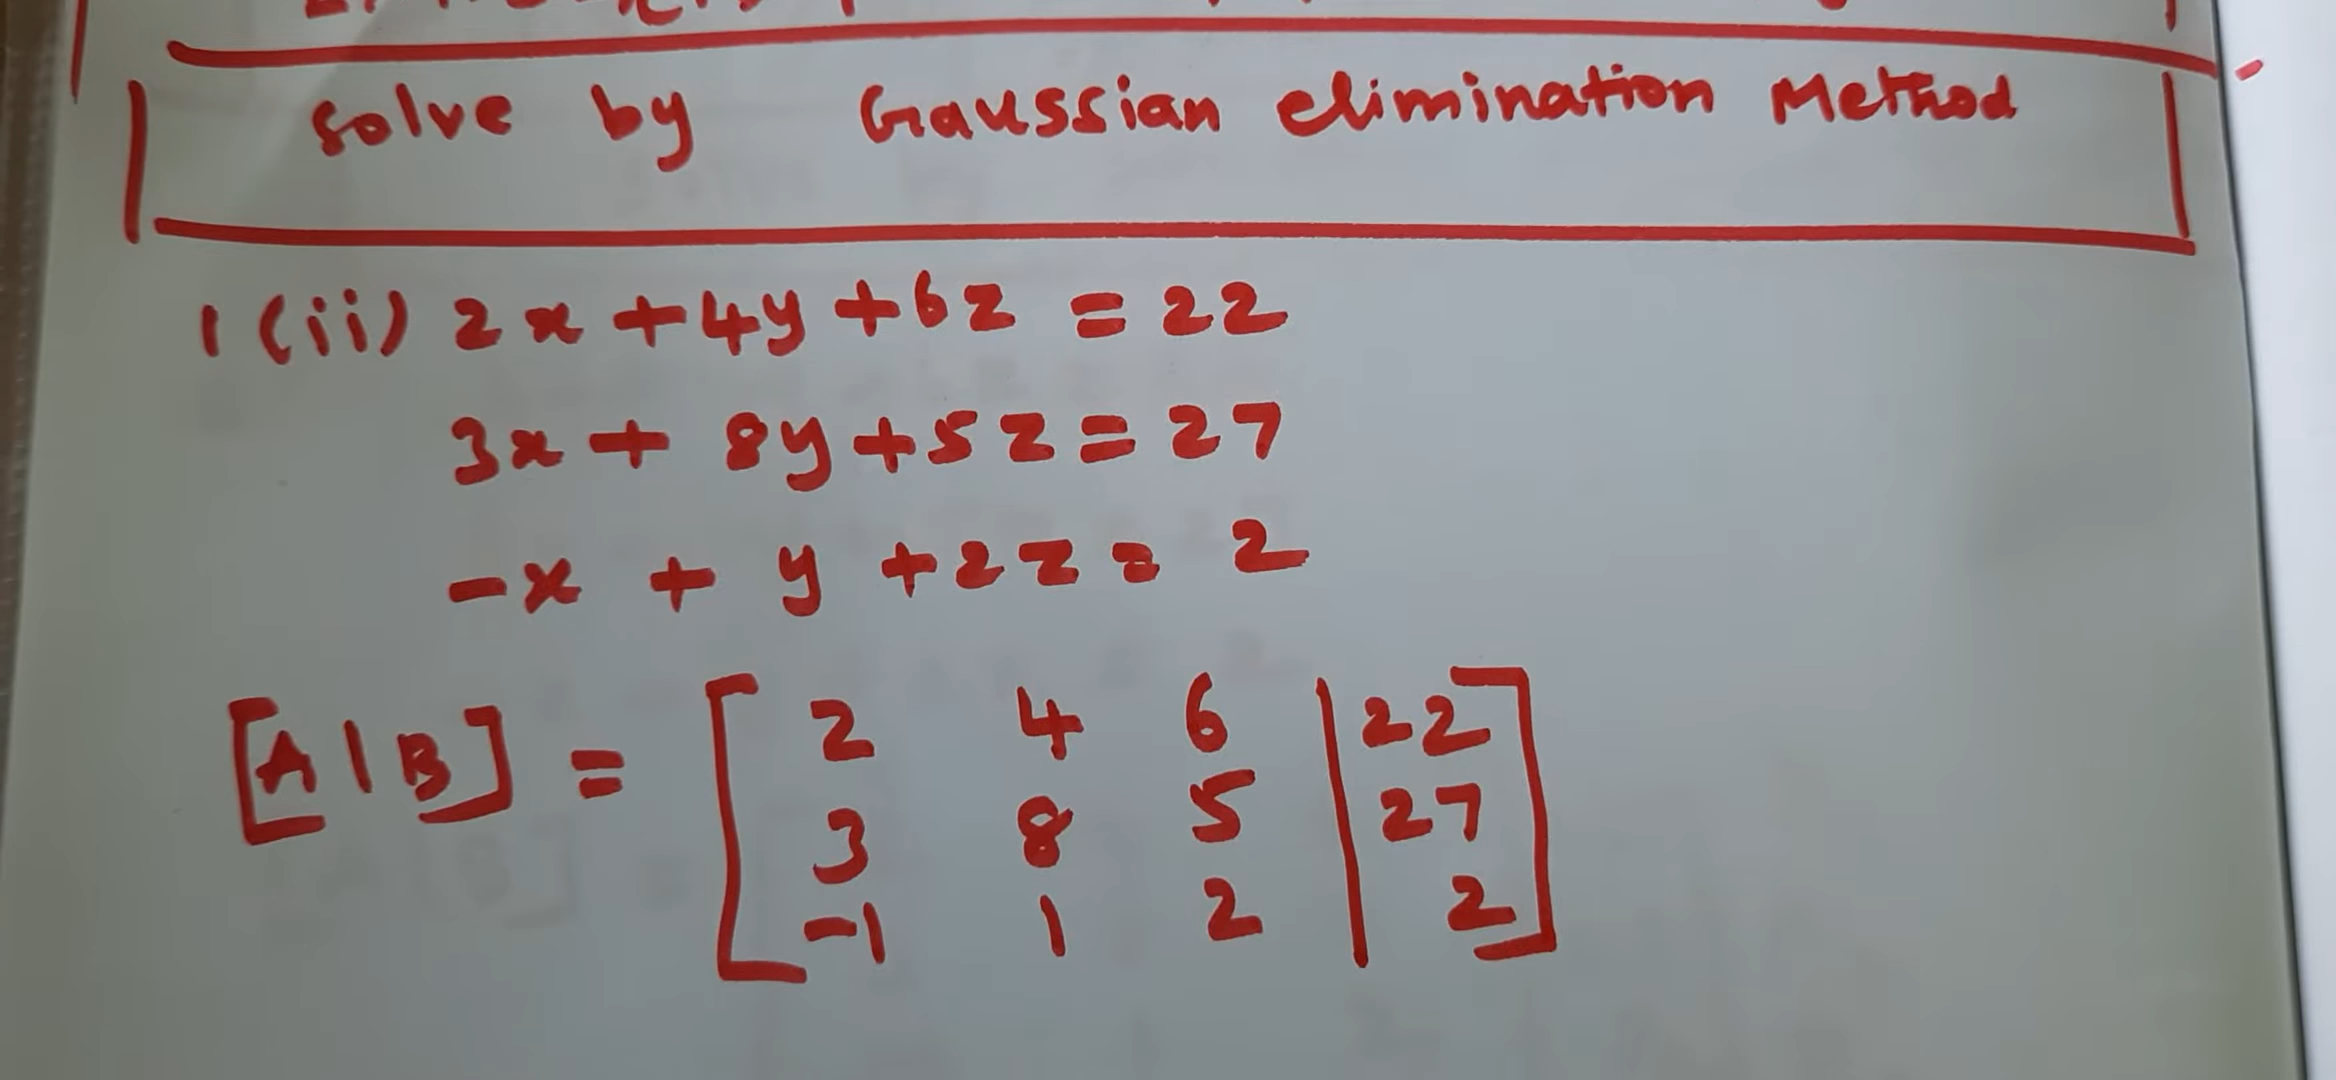 Solve by Gaussian elimination Method
1 (ii) 2x + 4y + 6z = 22
3x + 8y + 5z = 27
-x + y + 2z = 2
[A | B] = [ 2 4 6 | 22
3 8 5 | 27
-1 1 2 | 2 ]